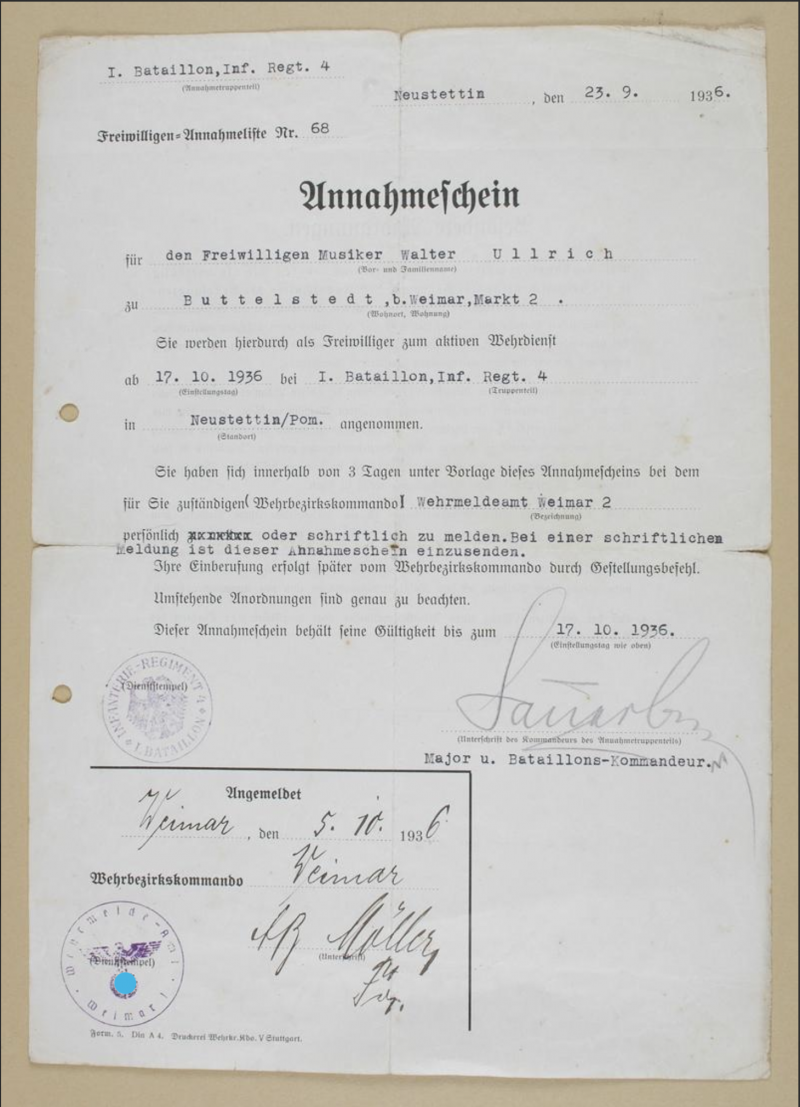 I. Bataillon, Inf. Regt. 4
(Annahmetruppenteil)
Neustettin, den 23. 9. 1936.
Freiwilligen-Annahmeliste Nr. 68
Annahmeschein
für den Freiwilligen Musiker Walter U l l r i c h
(Vor- und Familienname)
zu B u t t e l s t e d t ,b.Weimar,Markt 2 .
(Wohnort, Wohnung)
Sie werden hierdurch als Freiwilliger zum aktiven Wehrdienst
ab 17. 10. 1936 bei I. Bataillon,Inf. Regt. 4
(Einstellungstag) (Truppenteil)
in Neustettin/Pom. angenommen.
(Standort)
Sie haben sich innerhalb von 3 Tagen unter Vorlage dieses Annahmescheins bei dem
für Sie zuständigen (Wehrbezirkskommando) Wehrmeldeamt Weimar 2
(Bezeichnung)
persönlich xxxxxxx oder schriftlich zu melden.Bei einer schriftlichen
Meldung ist dieser Annahmeschein einzusenden.
Ihre Einberufung erfolgt später vom Wehrbezirkskommando durch Gestellungsbefehl.
Umstehende Anordnungen sind genau zu beachten.
Dieser Annahmeschein behält seine Gültigkeit bis zum 17. 10. 1936.
(Einstellungstag wie oben)
INFANTERIE-REGIMENT 4 * I. BATAILLON *
(Dienststempel)
(Unterschrift des Kommandeurs des Annahmetruppenteils)
Major u. Bataillons-Kommandeur.
Angemeldet
Weimar, den 5. 10. 1936
Wehrbezirkskommando Weimar
Möller
(Unterschrift)
(Dienststempel)
Weimar
Form. 5. Din A 4. Druckerei Wehrkr. Kdo. V Stuttgart.